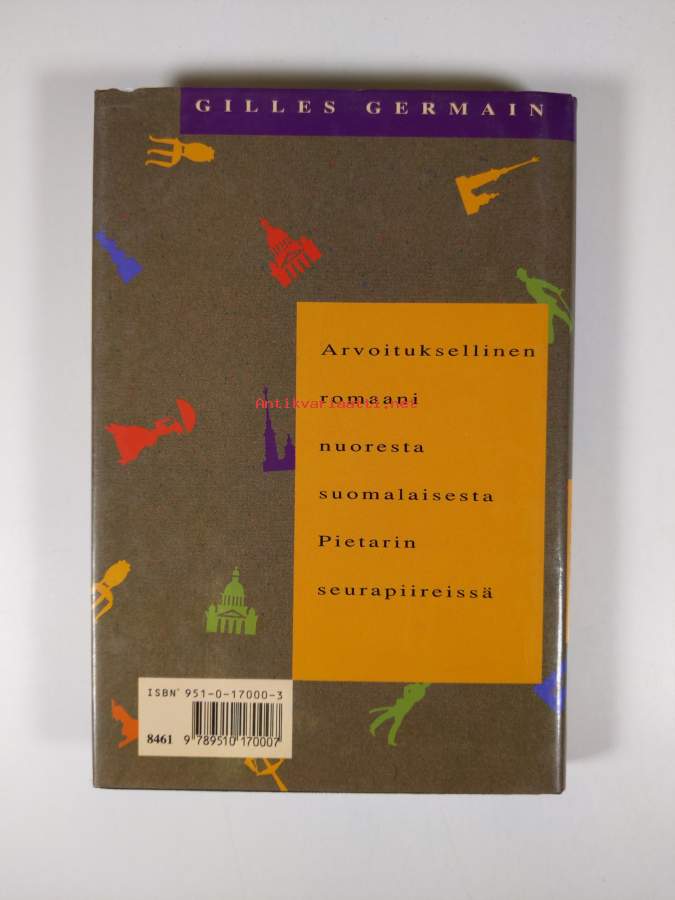 GILLES GERMAIN
Arvoituksellinen
romaani
Antikvariaatti.net
nuoresta
suomalaisesta
Pietarin
seurapiireissä
ISBN 951-0-17000-3
8461 9 789510 170007